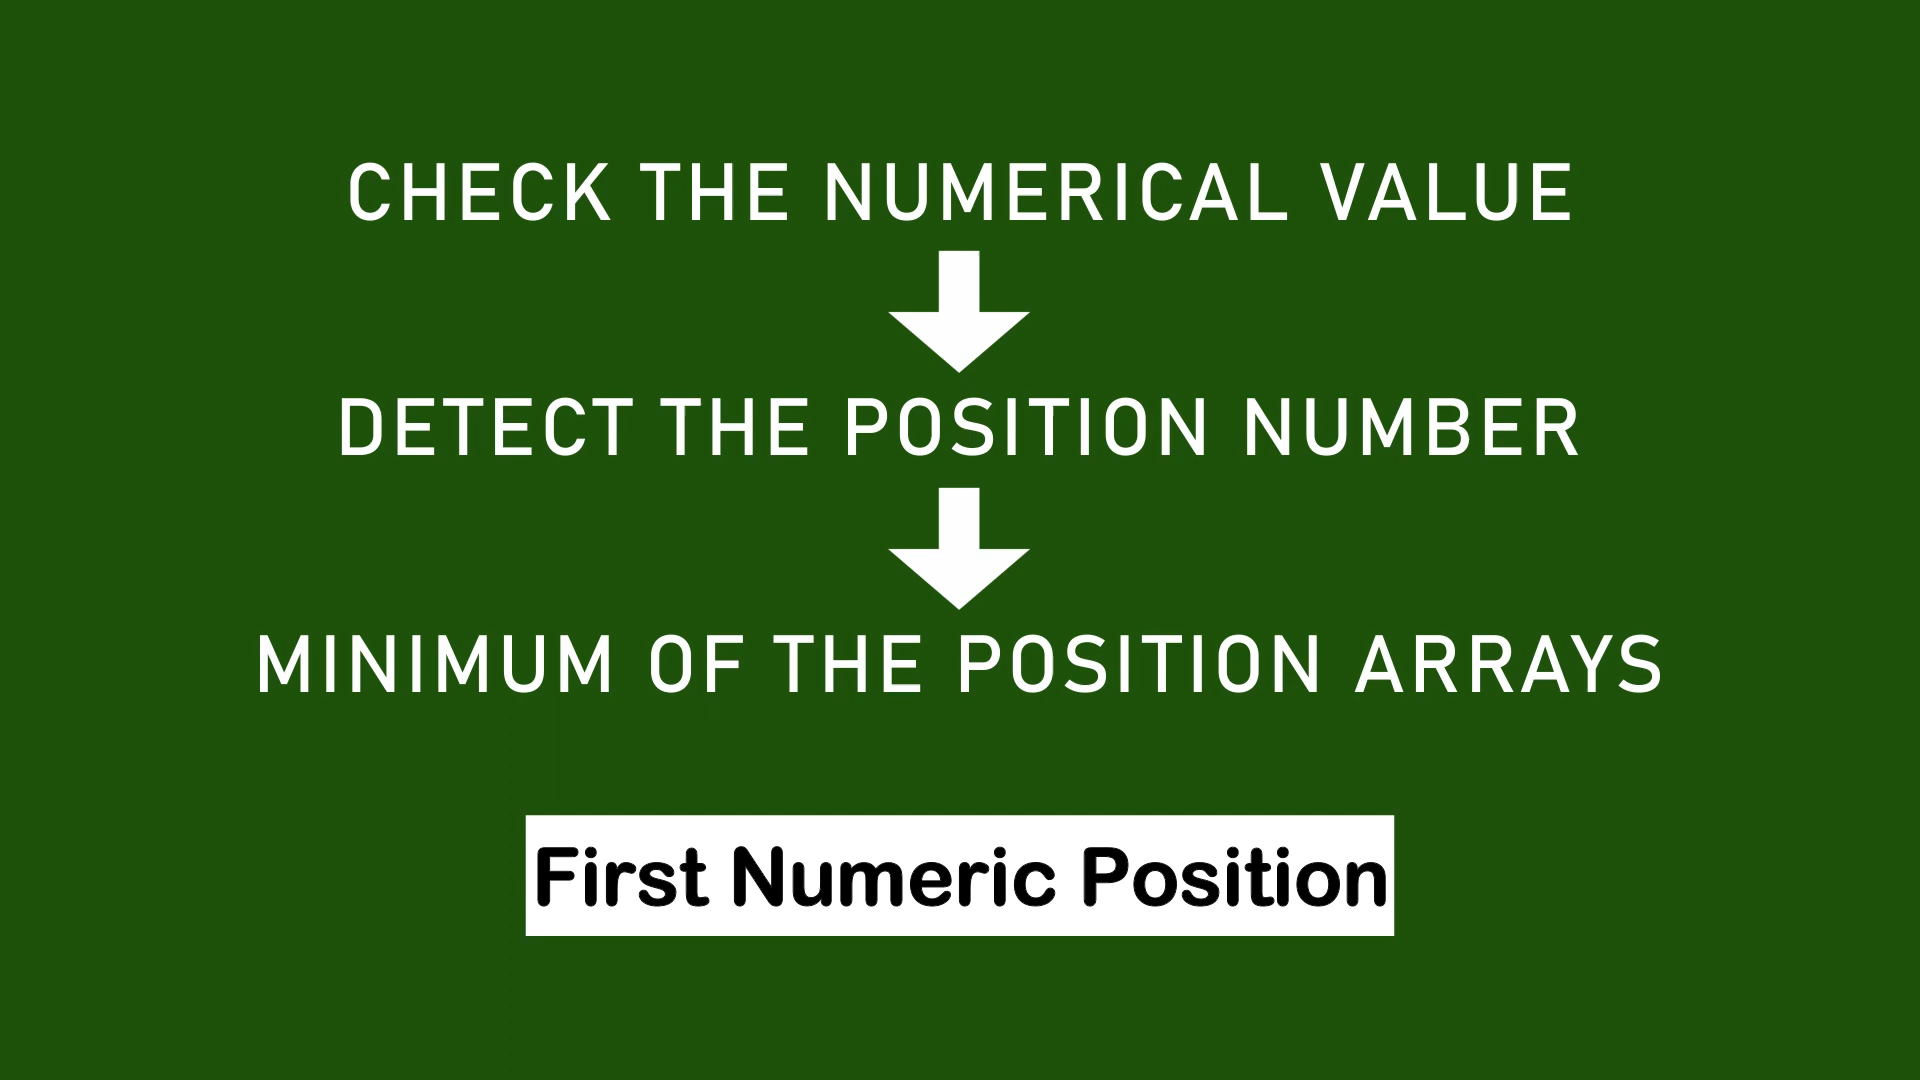 CHECK THE NUMERICAL VALUE
DETECT THE POSITION NUMBER
MINIMUM OF THE POSITION ARRAYS
First Numeric Position